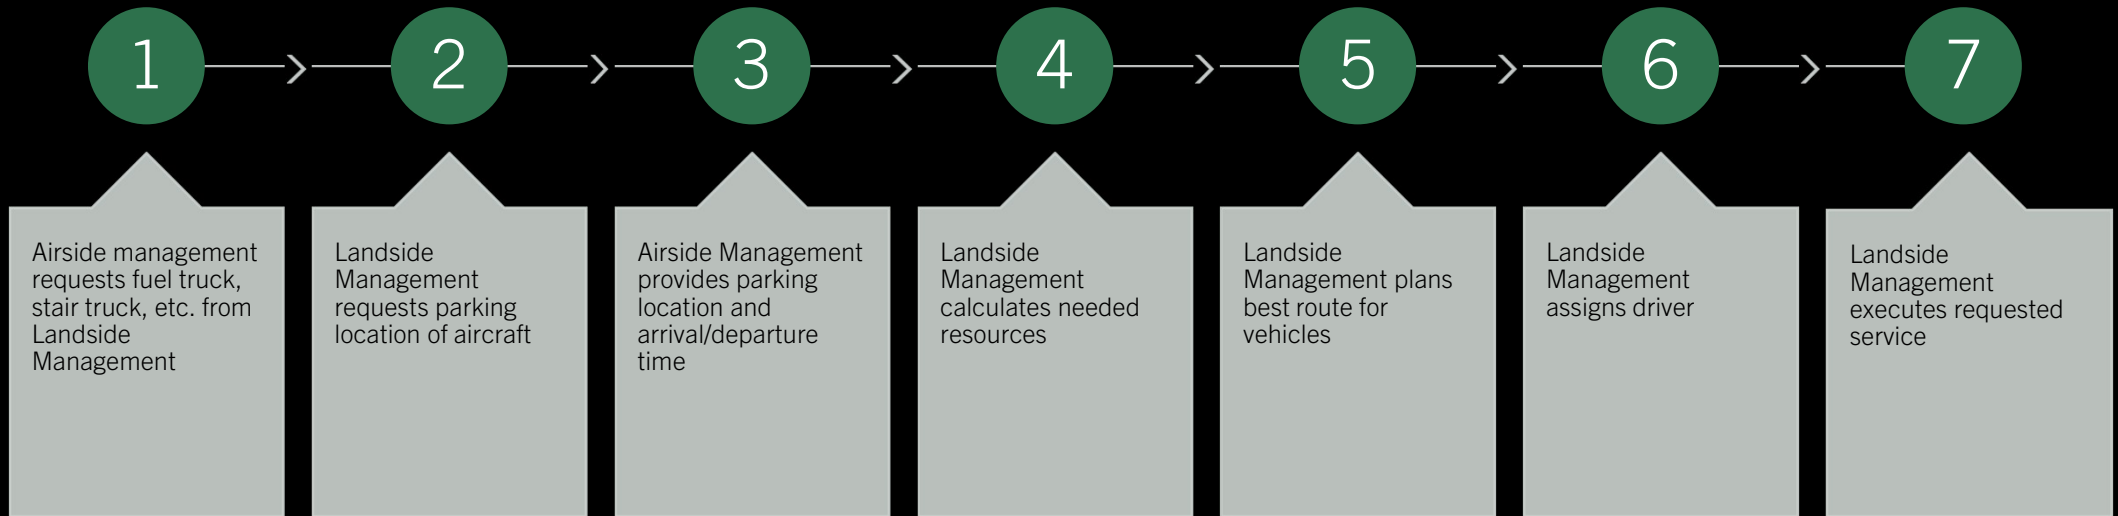 1
2
3
4
5
6
7
Airside management
requests fuel truck,
stair truck, etc. from
Landside
Management
Landside
Management
requests parking
location of aircraft
Airside Management
provides parking
location and
arrival/departure
time
Landside
Management
calculates needed
resources
Landside
Management plans
best route for
vehicles
Landside
Management
assigns driver
Landside
Management
executes requested
service